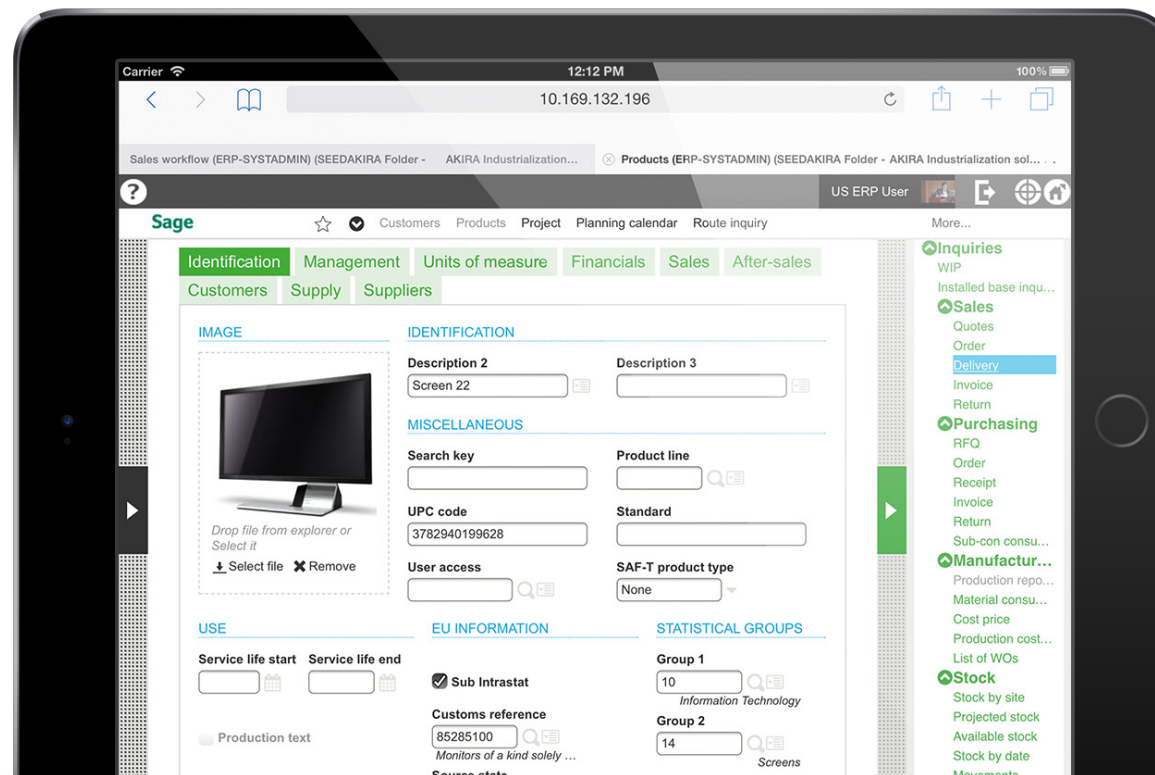 Carrier 12:12 PM 100%
10.169.132.196
Sales workflow (ERP-SYSTADMIN) (SEEDAKIRA Folder - AKIRA Industrialization...
Products (ERP-SYSTADMIN) (SEEDAKIRA Folder - AKIRA Industrialization sol... . .
? US ERP User
Sage Customers Products Project Planning calendar Route inquiry More...
Identification Management Units of measure Financials Sales After-sales
Customers Supply Suppliers
IMAGE
Drop file from explorer or
Select it
Select file Remove
IDENTIFICATION
Description 2 Description 3
Screen 22
MISCELLANEOUS
Search key Product line
UPC code Standard
3782940199628
User access SAF-T product type
None
USE
Service life start Service life end
Production text
EU INFORMATION
Sub Intrastat
Customs reference
85285100
Monitors of a kind solely ...
Source state
STATISTICAL GROUPS
Group 1
10
Information Technology
Group 2
14
Screens
Inquiries
WIP
Installed base inqu...
Sales
Quotes
Order
Delivery
Invoice
Return
Purchasing
RFQ
Order
Receipt
Invoice
Return
Sub-con consu...
Manufactur...
Production repo...
Material consu...
Cost price
Production cost...
List of WOs
Stock
Stock by site
Projected stock
Available stock
Stock by date
Movements